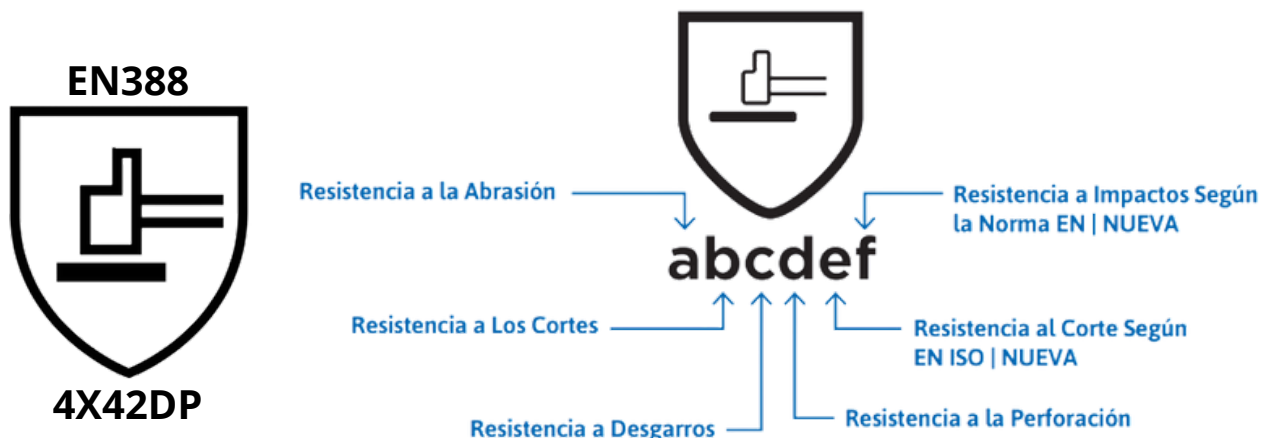 EN388
4X42DP
Resistencia a la Abrasión
Resistencia a Impactos Según
la Norma EN | NUEVA
abcdef
Resistencia a Los Cortes
Resistencia al Corte Según
EN ISO | NUEVA
Resistencia a Desgarros
Resistencia a la Perforación